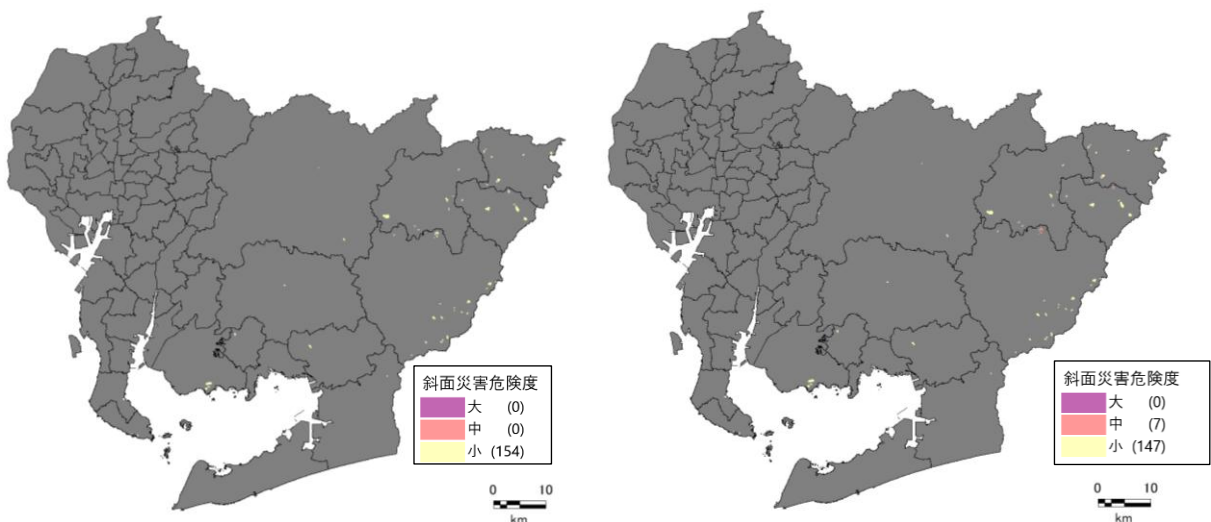 斜面災害危険度
大 (0)
中 (0)
小 (154)
0 10
km
斜面災害危険度
大 (0)
中 (7)
小 (147)
0 10
km